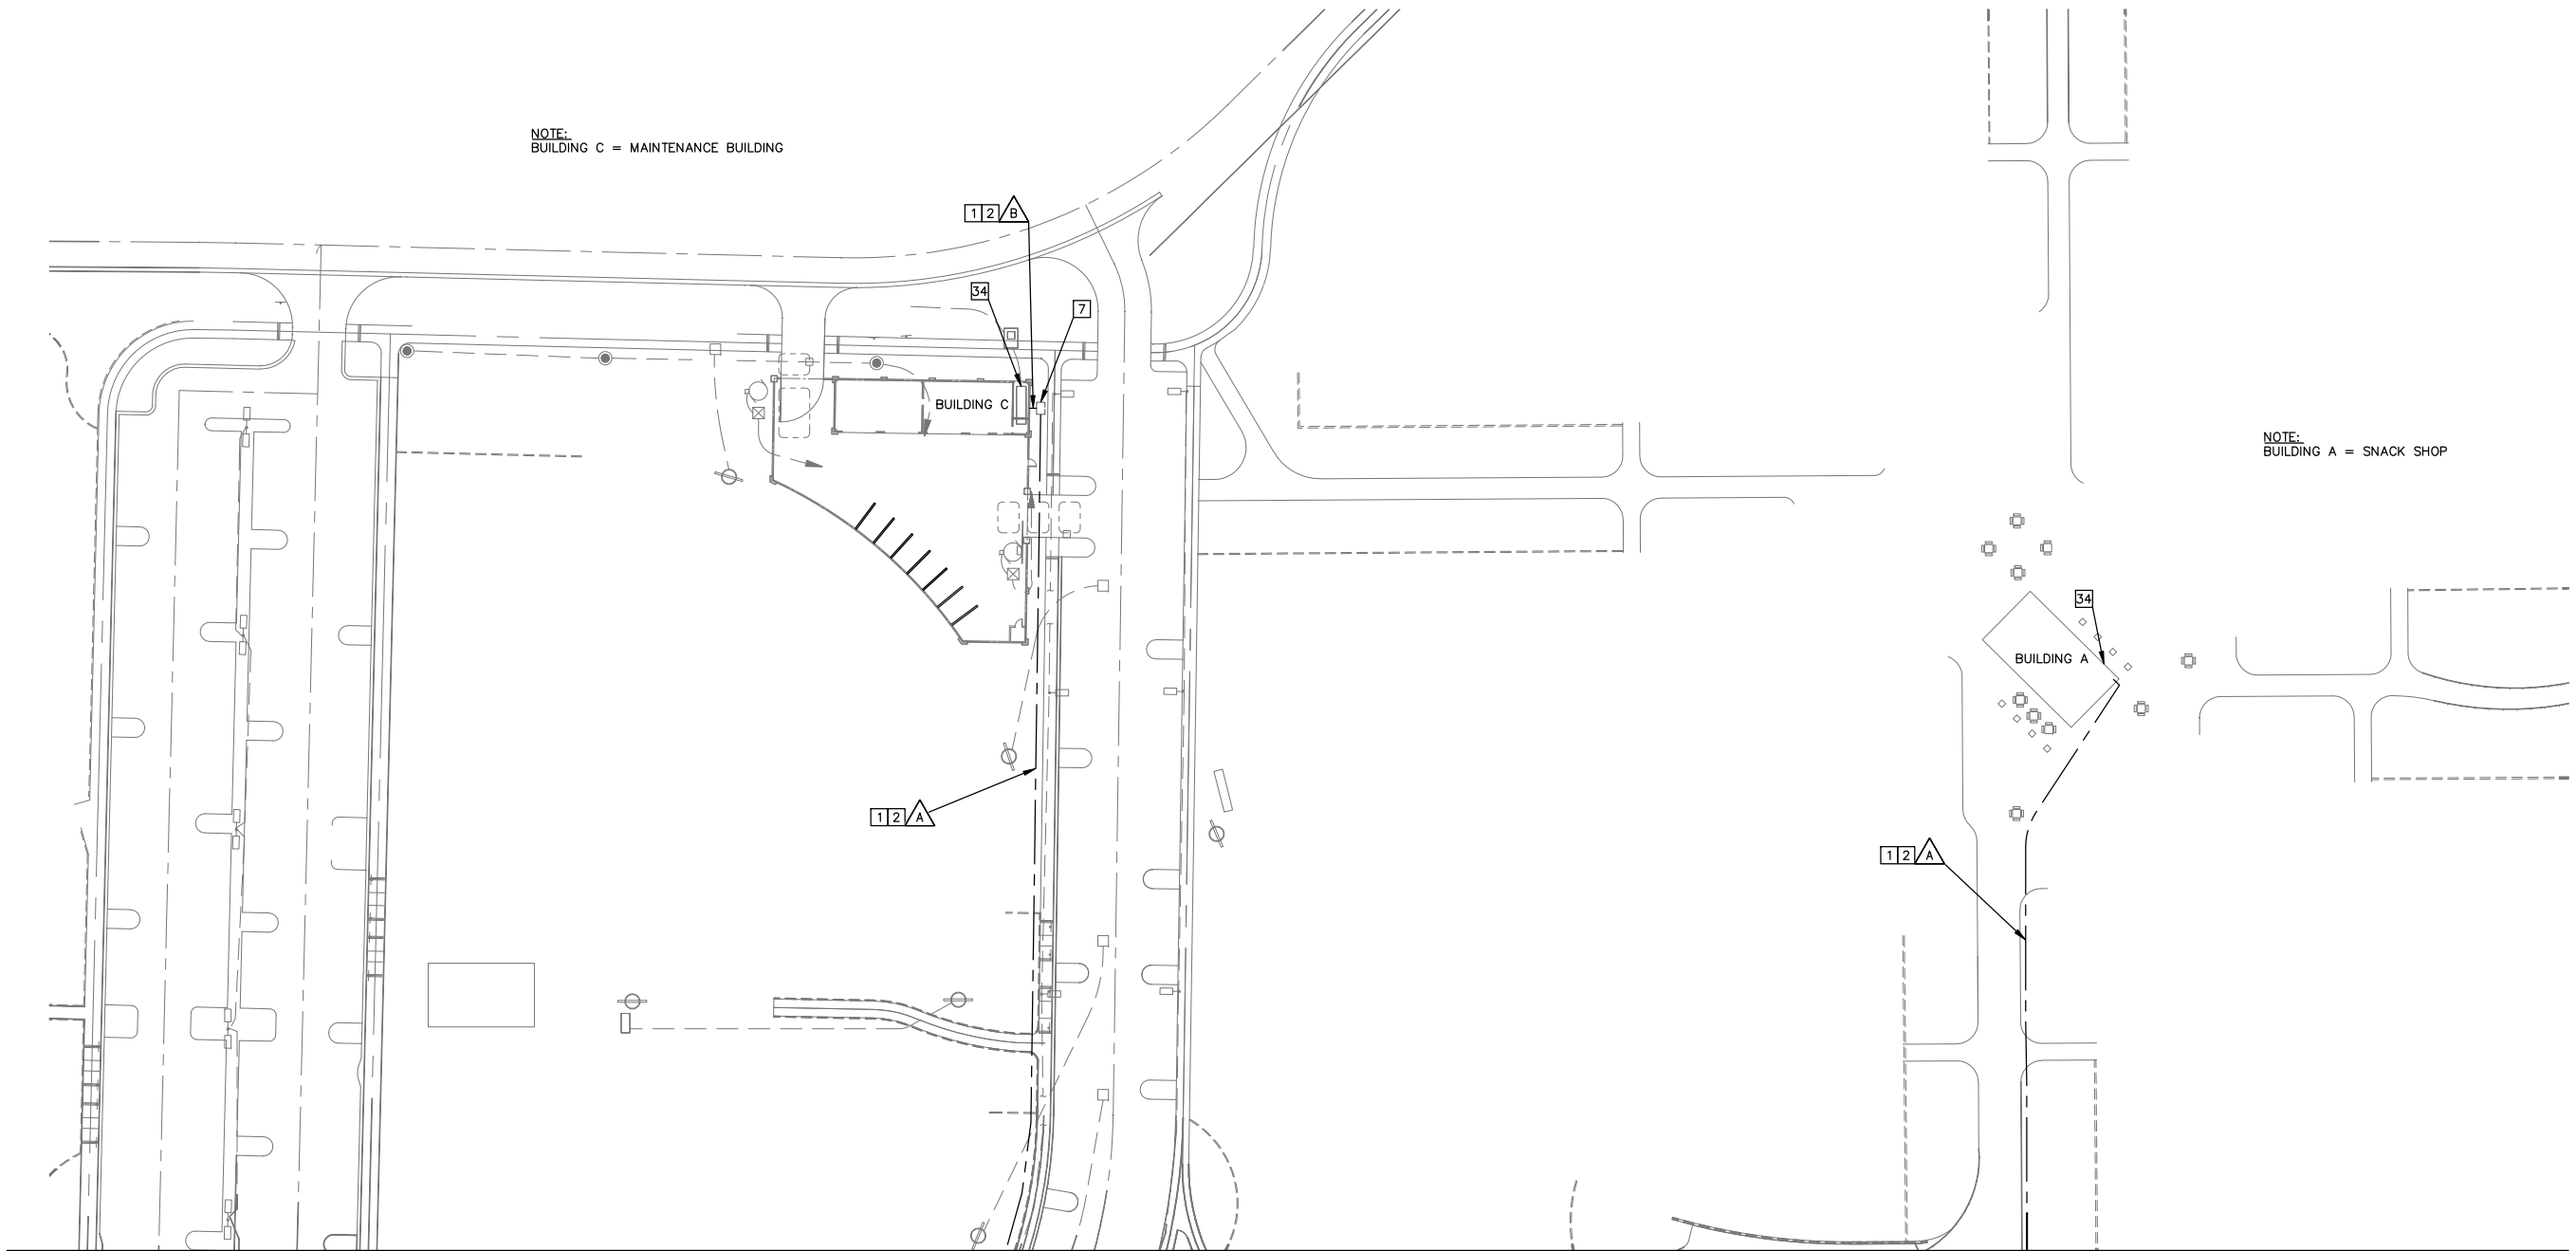 NOTE:
BUILDING C = MAINTENANCE BUILDING
1 2 B
34
7
BUILDING C
NOTE:
BUILDING A = SNACK SHOP
34
BUILDING A
1 2 A
1 2 A